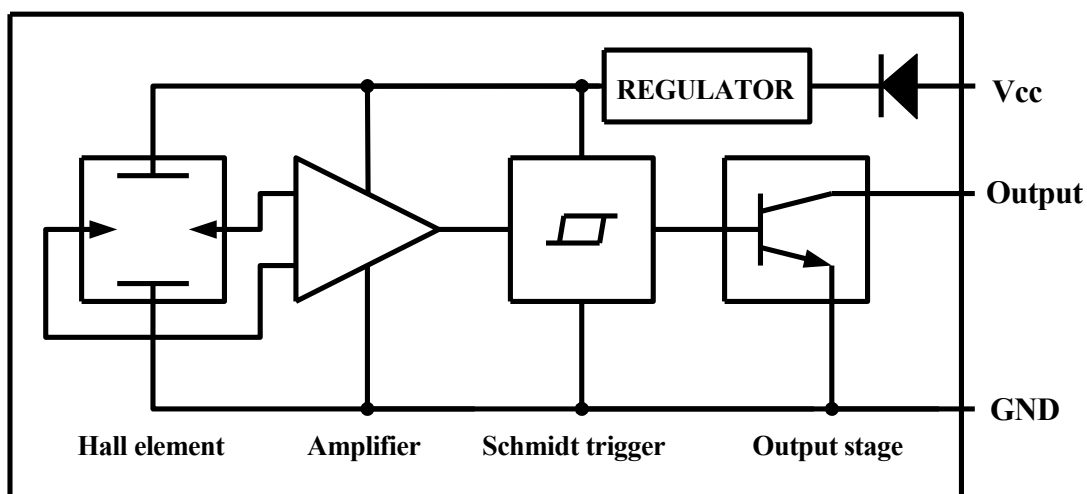 REGULATOR
Vcc
Output
GND
Hall element
Amplifier
Schmidt trigger
Output stage